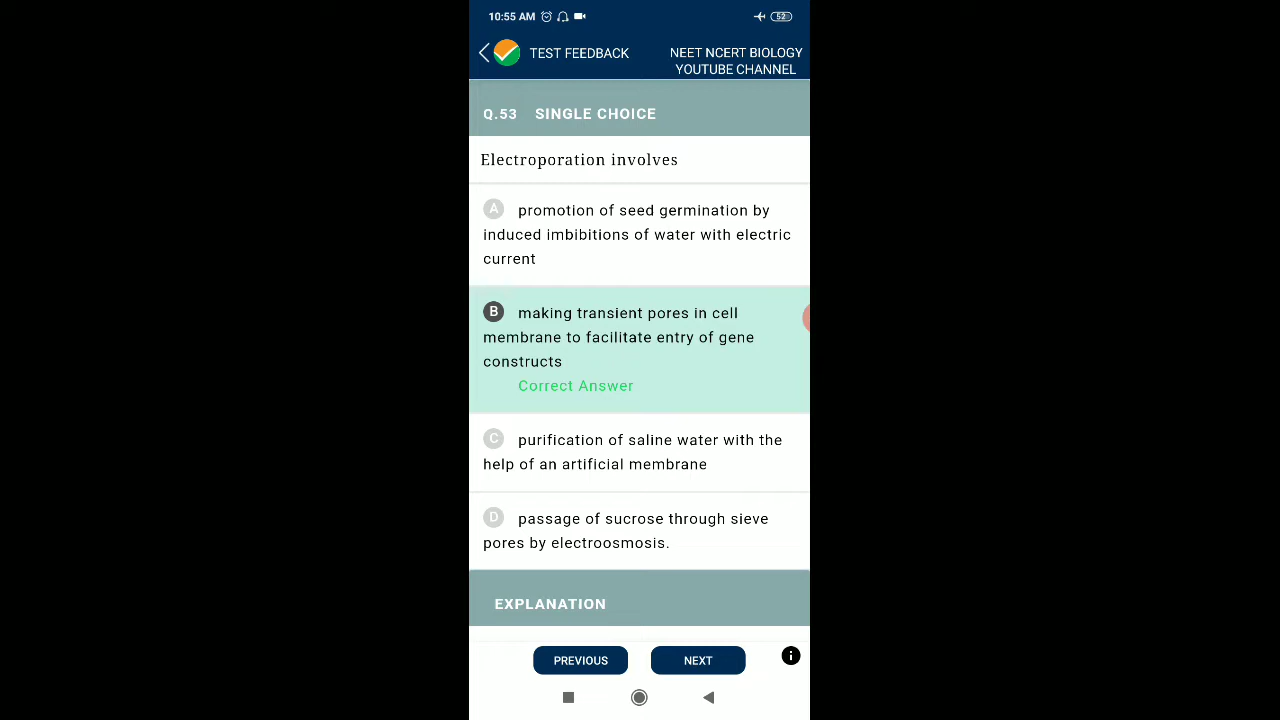 10:55 AM 52
TEST FEEDBACK
NEET NCERT BIOLOGY
YOUTUBE CHANNEL
Q.53 SINGLE CHOICE
Electroporation involves
A promotion of seed germination by
induced imbibitions of water with electric
current
B making transient pores in cell
membrane to facilitate entry of gene
constructs
Correct Answer
C purification of saline water with the
help of an artificial membrane
D passage of sucrose through sieve
pores by electroosmosis.
EXPLANATION
PREVIOUS NEXT i